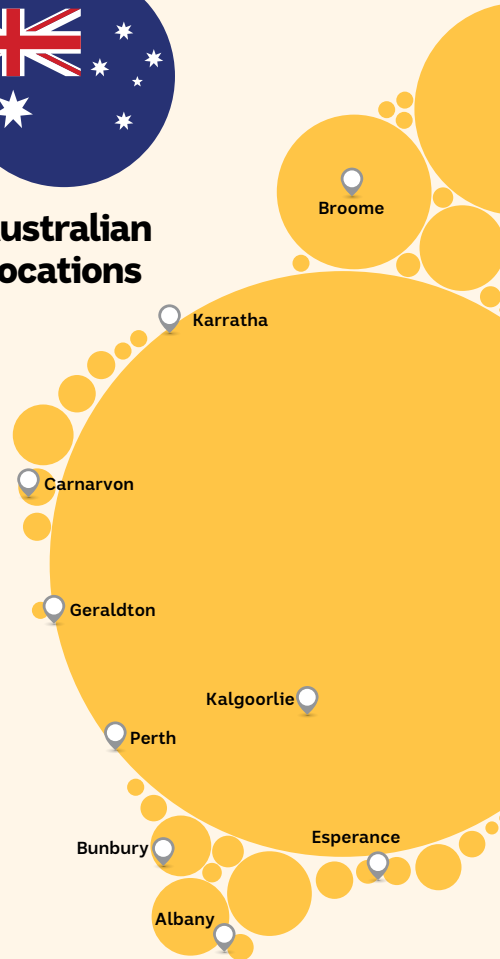 ustralian
ocations
Broome
Karratha
Carnarvon
Geraldton
Kalgoorlie
Perth
Esperance
Bunbury
Albany